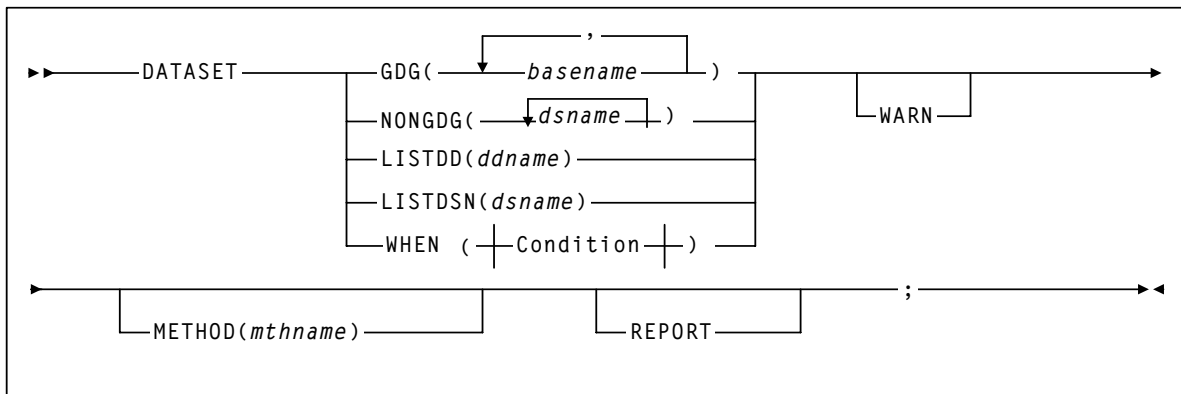 ,
DATASET GDG( basename )
NONGDG( dsname ) WARN
LISTDD(ddname)
LISTDSN(dsname)
WHEN ( Condition )
;
METHOD(mthname) REPORT